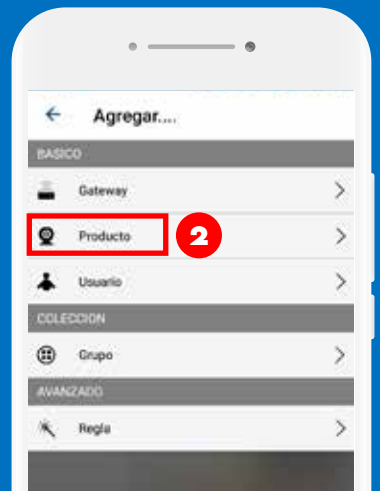 Agregar....
BASICO
Gateway
Producto
2
Usuario
COLECCION
Grupo
AVANZADO
Regla